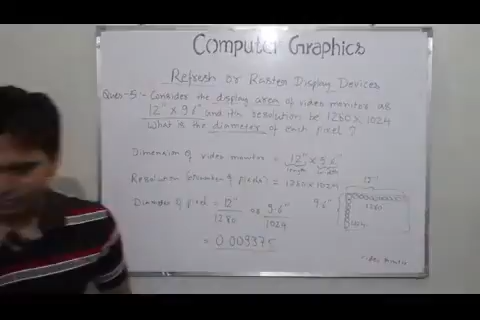 Computer Graphics
Refresh or Raster Display Devices
Ques-5:- Consider the display area of video monitor as
12" x 9.6" and its resolution be 1280 x 1024
What is the diameter of each pixel ?
Dimension of video monitor = 12" x 9.6"
Resolution (number of pixels) = 1280 x 1024
12"
Diameter of pixel = 12" / 1280 or 9.6" / 1024
9.6"
1280
1024
= 0.009375